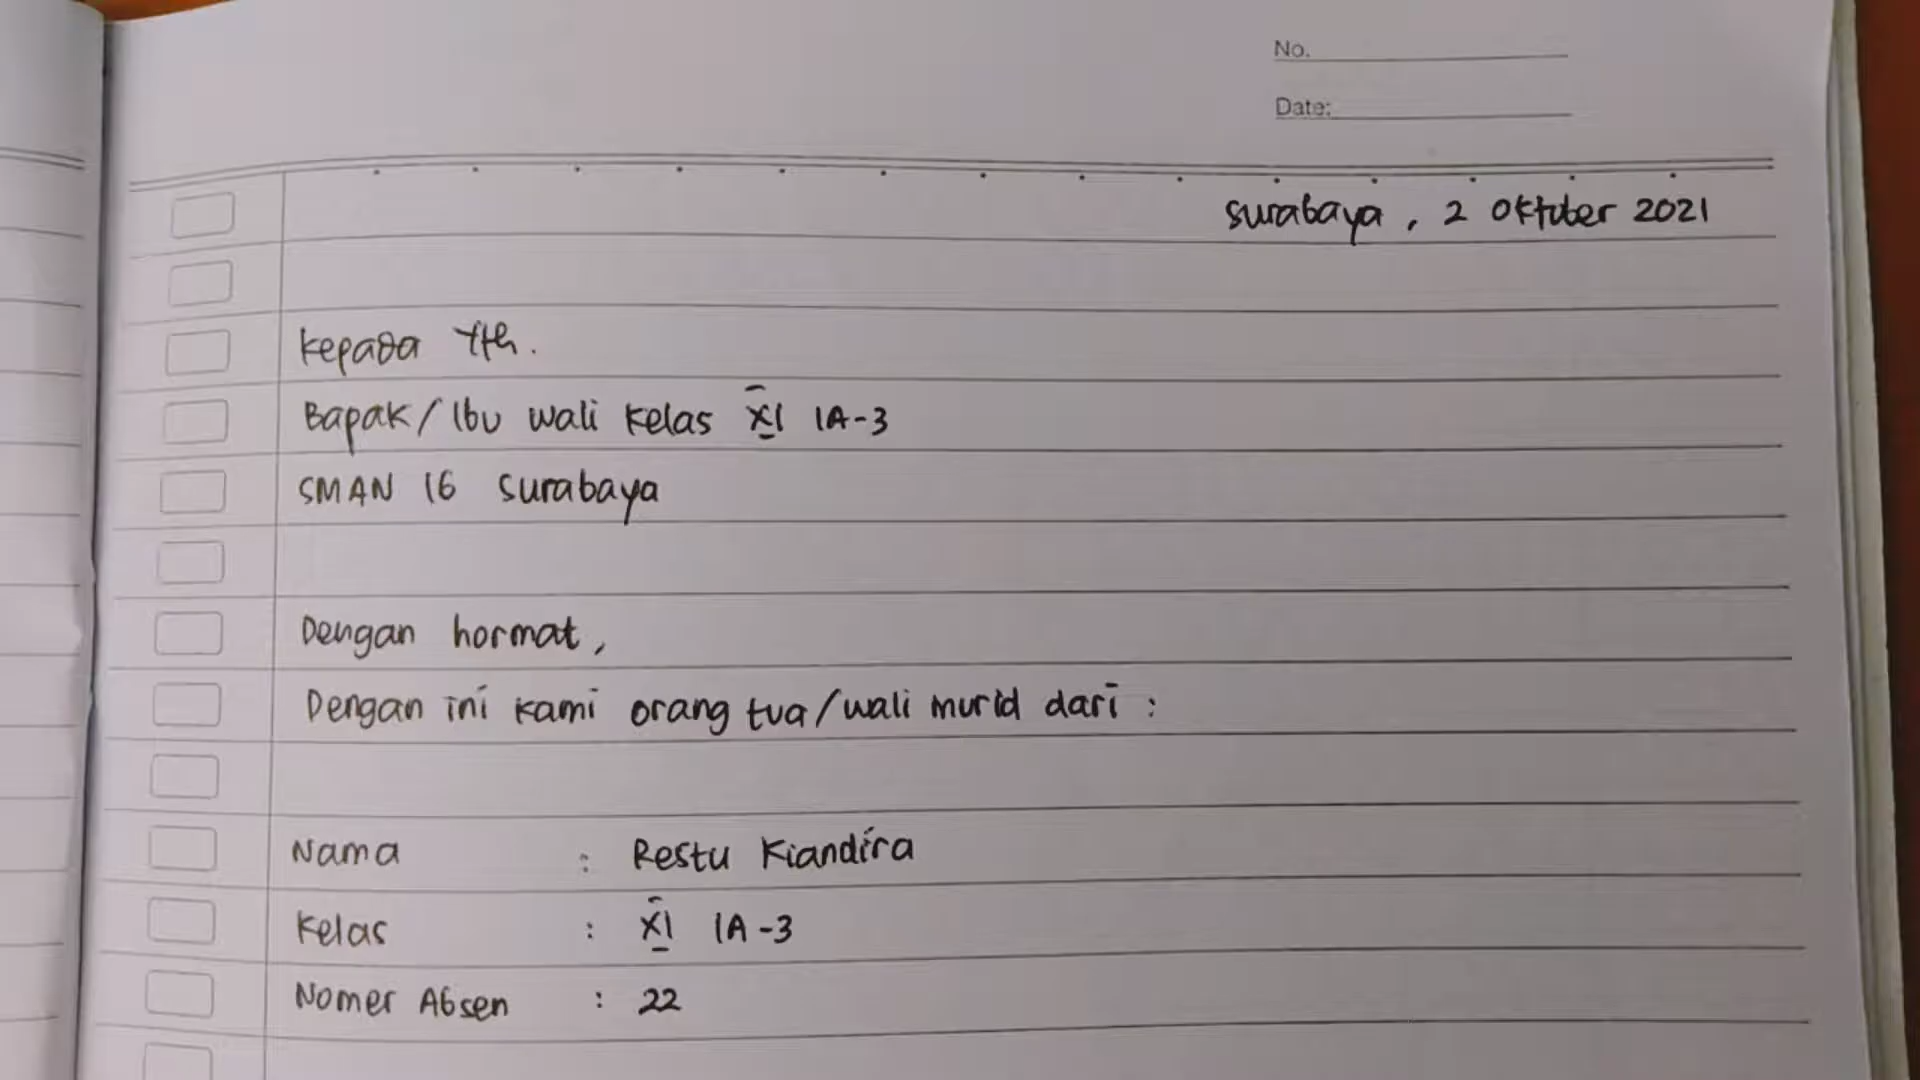 No.
Date:
Surabaya, 2 Oktober 2021
Kepada Yth.
Bapak/Ibu wali kelas XI IA-3
SMAN 16 Surabaya
Dengan hormat,
Dengan ini kami orang tua/wali murid dari :
Nama : Restu Kiandira
Kelas : XI IA-3
Nomer Absen : 22